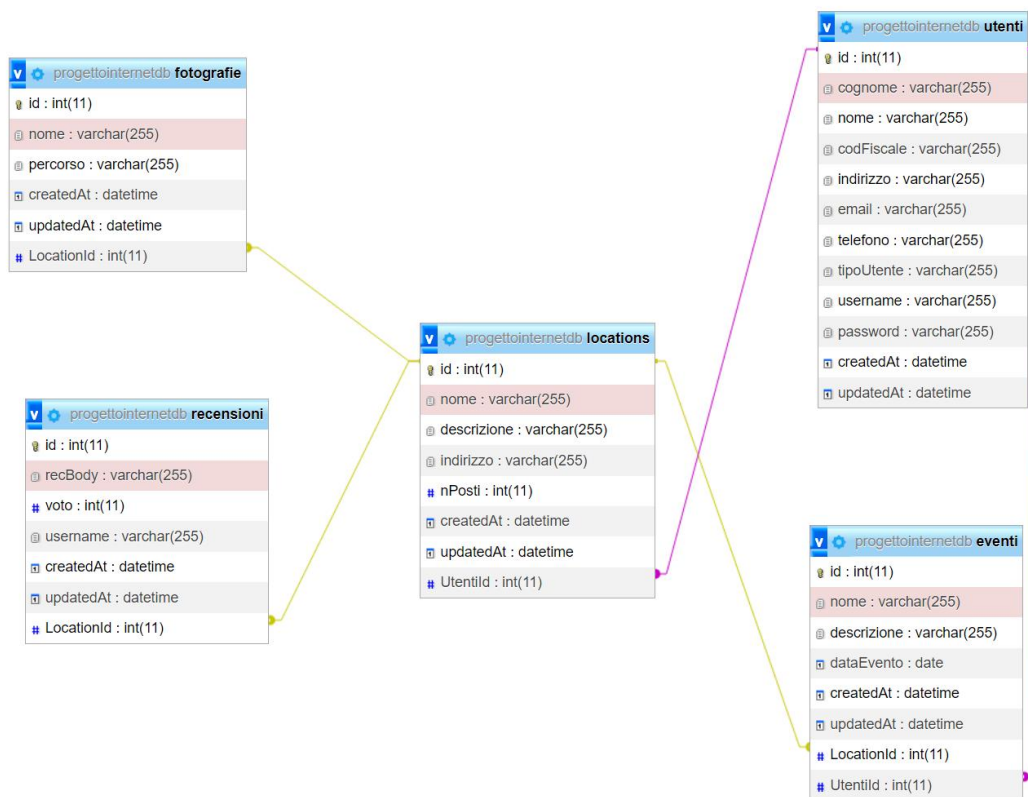 progettointernetdb fotografie
id : int(11)
nome : varchar(255)
percorso : varchar(255)
createdAt : datetime
updatedAt : datetime
LocationId : int(11)
progettointernetdb recensioni
id : int(11)
recBody : varchar(255)
voto : int(11)
username : varchar(255)
createdAt : datetime
updatedAt : datetime
LocationId : int(11)
progettointernetdb locations
id : int(11)
nome : varchar(255)
descrizione : varchar(255)
indirizzo : varchar(255)
nPosti : int(11)
createdAt : datetime
updatedAt : datetime
UtentiId : int(11)
progettointernetdb utenti
id : int(11)
cognome : varchar(255)
nome : varchar(255)
codFiscale : varchar(255)
indirizzo : varchar(255)
email : varchar(255)
telefono : varchar(255)
tipoUtente : varchar(255)
username : varchar(255)
password : varchar(255)
createdAt : datetime
updatedAt : datetime
progettointernetdb eventi
id : int(11)
nome : varchar(255)
descrizione : varchar(255)
dataEvento : date
createdAt : datetime
updatedAt : datetime
LocationId : int(11)
UtentiId : int(11)